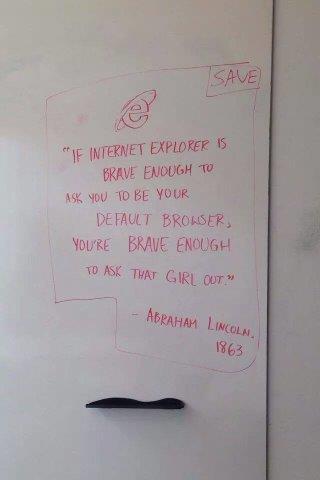 SAVE
"IF INTERNET EXPLORER IS
BRAVE ENOUGH TO
ASK YOU TO BE YOUR
DEFAULT BROWSER,
YOU'RE BRAVE ENOUGH
TO ASK THAT GIRL OUT."
- ABRAHAM LINCOLN.
1863